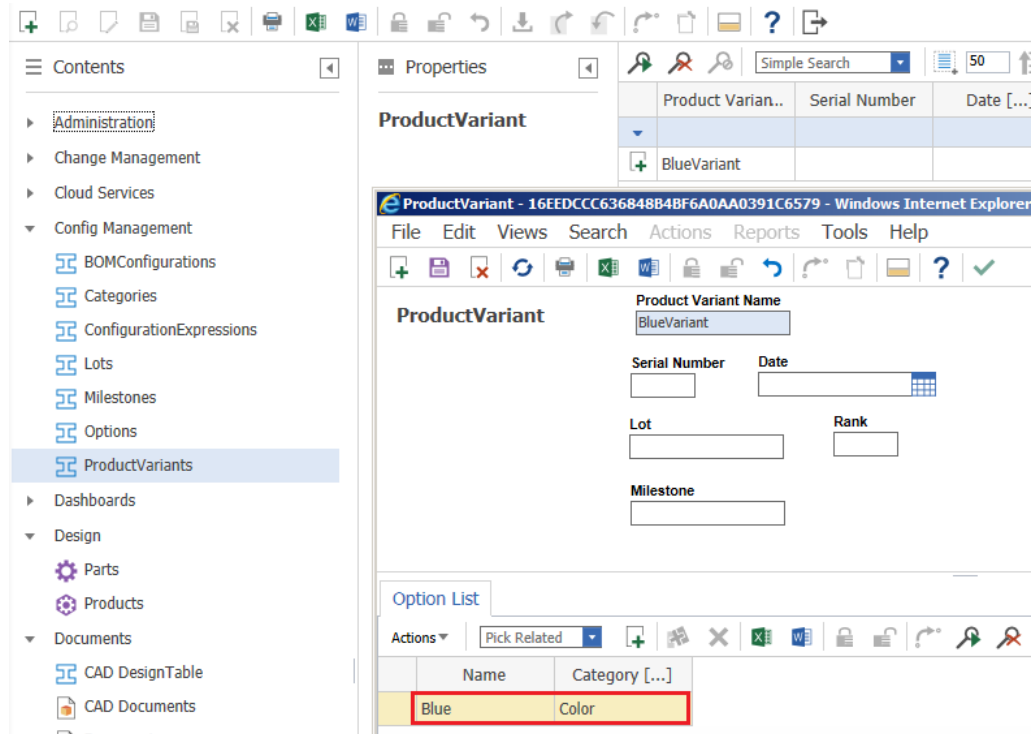 Contents
Administration
Change Management
Cloud Services
Config Management
BOMConfigurations
Categories
ConfigurationExpressions
Lots
Milestones
Options
ProductVariants
Dashboards
Design
Parts
Products
Documents
CAD DesignTable
CAD Documents
Properties
ProductVariant
Simple Search
50
Product Varian... Serial Number Date [...]
BlueVariant
ProductVariant - 16EEDCCC636848B4BF6A0AA0391C6579 - Windows Internet Explorer
File Edit Views Search Actions Reports Tools Help
ProductVariant
Product Variant Name
BlueVariant
Serial Number Date
Lot Rank
Milestone
Option List
Actions Pick Related
Name Category [...]
Blue Color